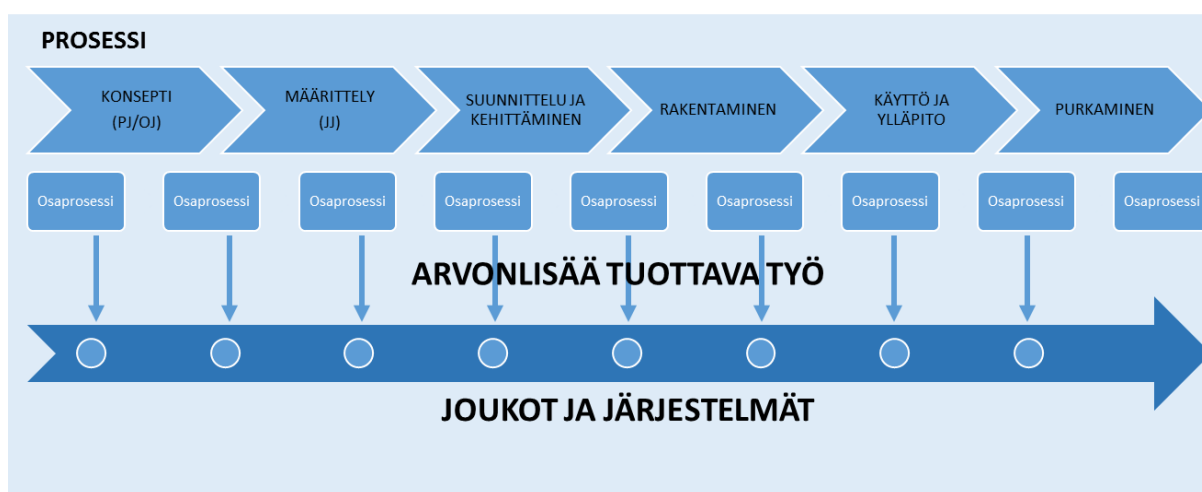 PROSESSI
KONSEPTI
(PJ/OJ)
MÄÄRITTELY
(JJ)
SUUNNITTELU JA
KEHITTÄMINEN
RAKENTAMINEN
KÄYTTÖ JA
YLLÄPITO
PURKAMINEN
Osaprosessi
Osaprosessi
Osaprosessi
Osaprosessi
Osaprosessi
Osaprosessi
Osaprosessi
Osaprosessi
Osaprosessi
ARVONLISÄÄ TUOTTAVA TYÖ
JOUKOT JA JÄRJESTELMÄT